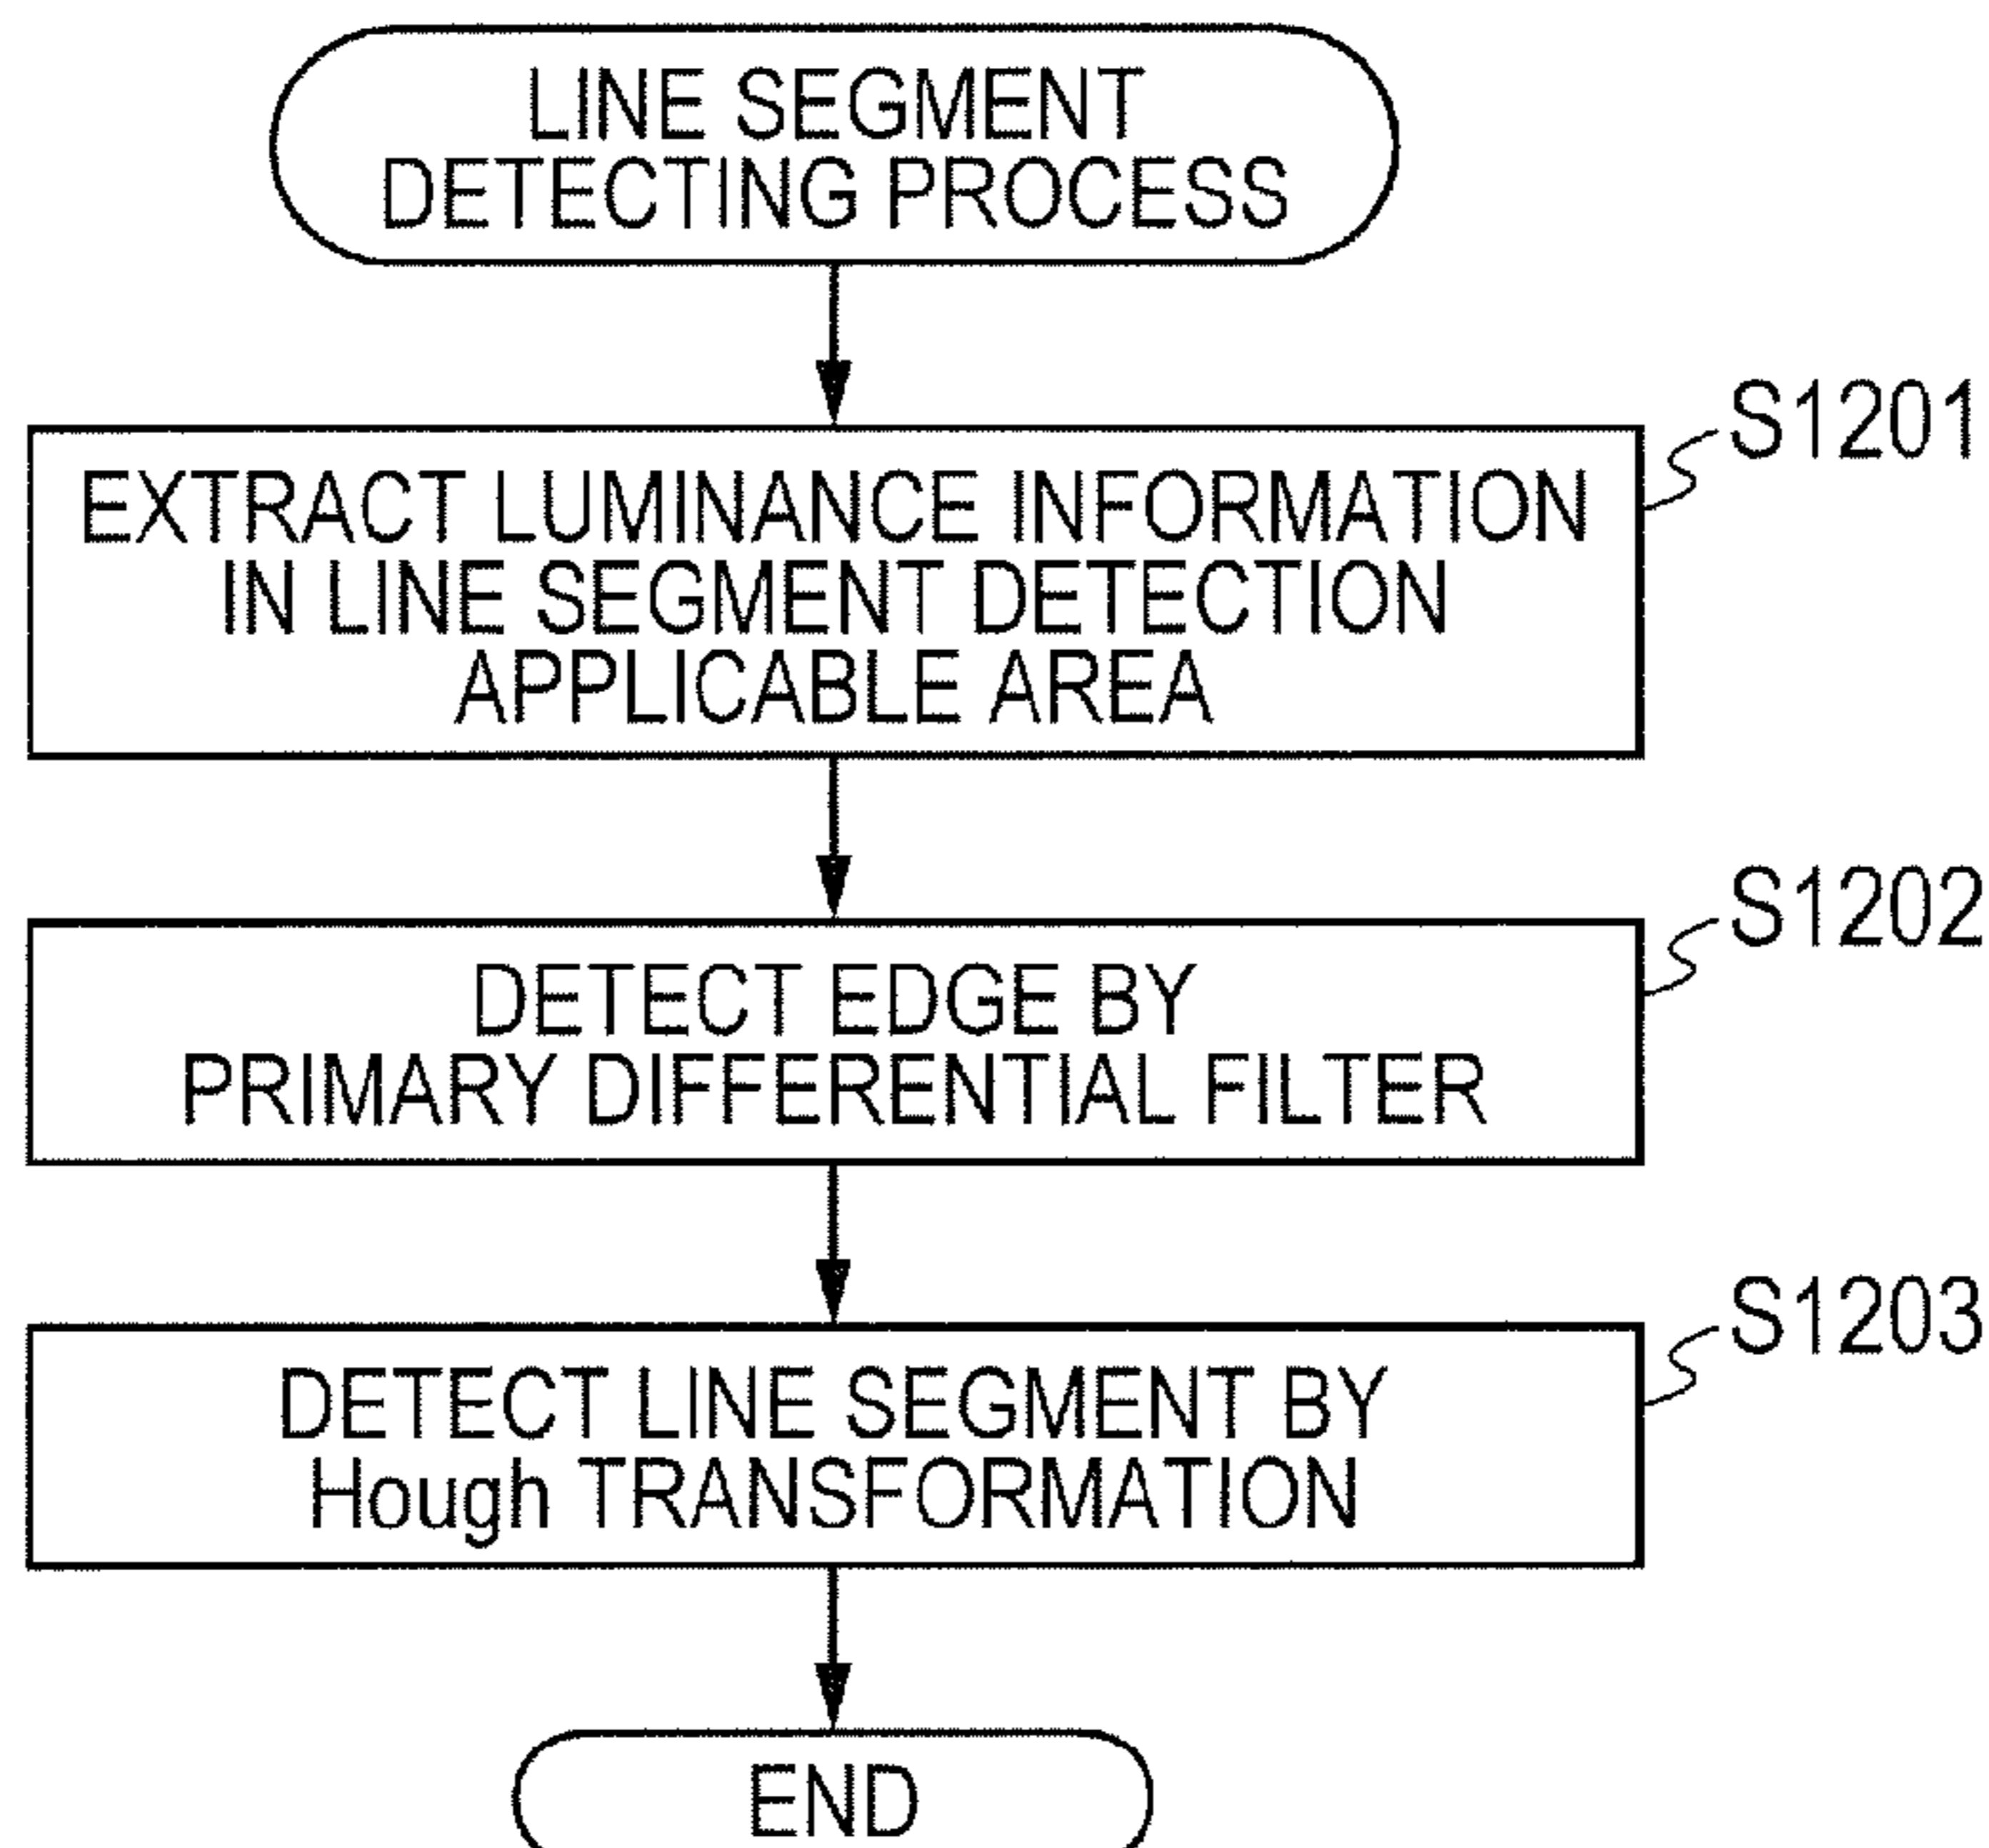 LINE SEGMENT
DETECTING PROCESS
S1201
EXTRACT LUMINANCE INFORMATION
IN LINE SEGMENT DETECTION
APPLICABLE AREA
S1202
DETECT EDGE BY
PRIMARY DIFFERENTIAL FILTER
S1203
DETECT LINE SEGMENT BY
Hough TRANSFORMATION
END